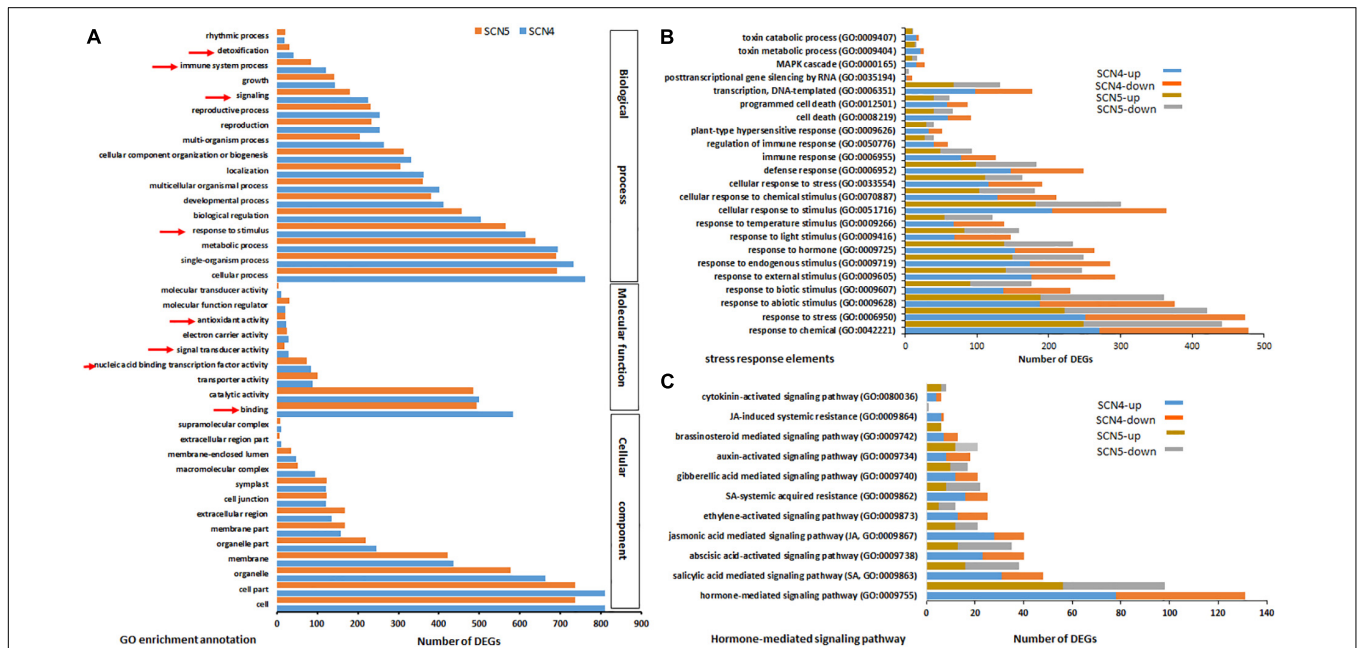 A
SCN5 SCN4
rhythmic process
detoxification
immune system process
growth
signaling
reproductive process
reproduction
multi-organism process
cellular component organization or biogenesis
localization
multicellular organismal process
developmental process
biological regulation
response to stimulus
metabolic process
single-organism process
cellular process
Biological process
molecular transducer activity
molecular function regulator
antioxidant activity
electron carrier activity
signal transducer activity
nucleic acid binding transcription factor activity
transporter activity
catalytic activity
binding
Molecular function
supramolecular complex
extracellular region part
membrane-enclosed lumen
macromolecular complex
symplast
cell junction
extracellular region
membrane part
organelle part
membrane
organelle
cell part
cell
Cellular component
0 100 200 300 400 500 600 700 800 900
GO enrichment annotation
Number of DEGs
B
toxin catabolic process (GO:0009407)
toxin metabolic process (GO:0009404)
MAPK cascade (GO:0000165)
posttranscriptional gene silencing by RNA (GO:0035194)
transcription, DNA-templated (GO:0006351)
programmed cell death (GO:0012501)
cell death (GO:0008219)
plant-type hypersensitive response (GO:0009626)
regulation of immune response (GO:0050776)
immune response (GO:0006955)
defense response (GO:0006952)
cellular response to stress (GO:0033554)
cellular response to chemical stimulus (GO:0070887)
cellular response to stimulus (GO:0051716)
response to temperature stimulus (GO:0009266)
response to light stimulus (GO:0009416)
response to hormone (GO:0009725)
response to endogenous stimulus (GO:0009719)
response to external stimulus (GO:0009605)
response to biotic stimulus (GO:0009607)
response to abiotic stimulus (GO:0009628)
response to stress (GO:0006950)
response to chemical (GO:0042221)
SCN4-up
SCN4-down
SCN5-up
SCN5-down
0 100 200 300 400 500
stress response elements
Number of DEGs
C
cytokinin-activated signaling pathway (GO:0080036)
JA-induced systemic resistance (GO:0009864)
brassinosteroid mediated signaling pathway (GO:0009742)
auxin-activated signaling pathway (GO:0009734)
gibberellic acid mediated signaling pathway (GO:0009740)
SA-systemic acquired resistance (GO:0009862)
ethylene-activated signaling pathway (GO:0009873)
jasmonic acid mediated signaling pathway (JA, GO:0009867)
abscisic acid-activated signaling pathway (GO:0009738)
salicylic acid mediated signaling pathway (SA, GO:0009863)
hormone-mediated signaling pathway (GO:0009755)
SCN4-up
SCN4-down
SCN5-up
SCN5-down
0 20 40 60 80 100 120 140
Hormone-mediated signaling pathway
Number of DEGs